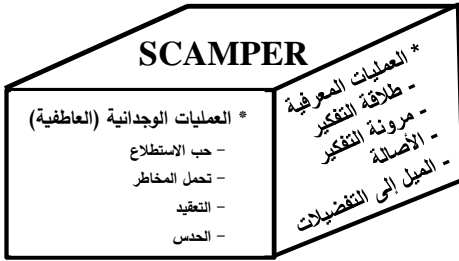 SCAMPER
* العمليات المعرفية
- طلاقة التفكير
- مرونة التفكير
- الأصالة
- الميل إلى التفضيلات
* العمليات الوجدانية (العاطفية)
- حب الاستطلاع
- تحمل المخاطر
- التعقيد
- الحدس